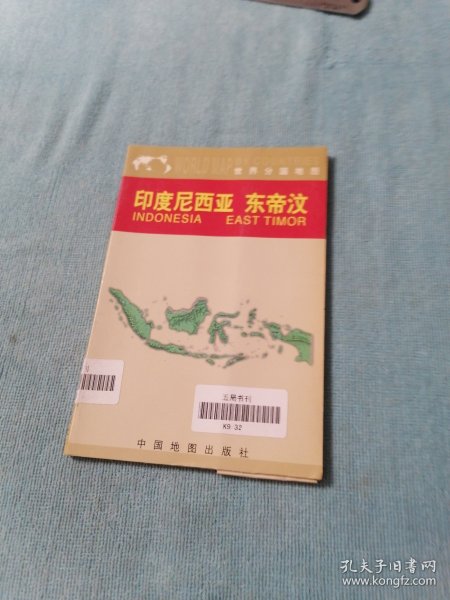 WORLD MAP BY COUNTRIES
世界分国地图
印度尼西亚 东帝汶
INDONESIA EAST TIMOR
五局书刊
K9 32
中国地图出版社
孔夫子旧书网
www.kongfz.com